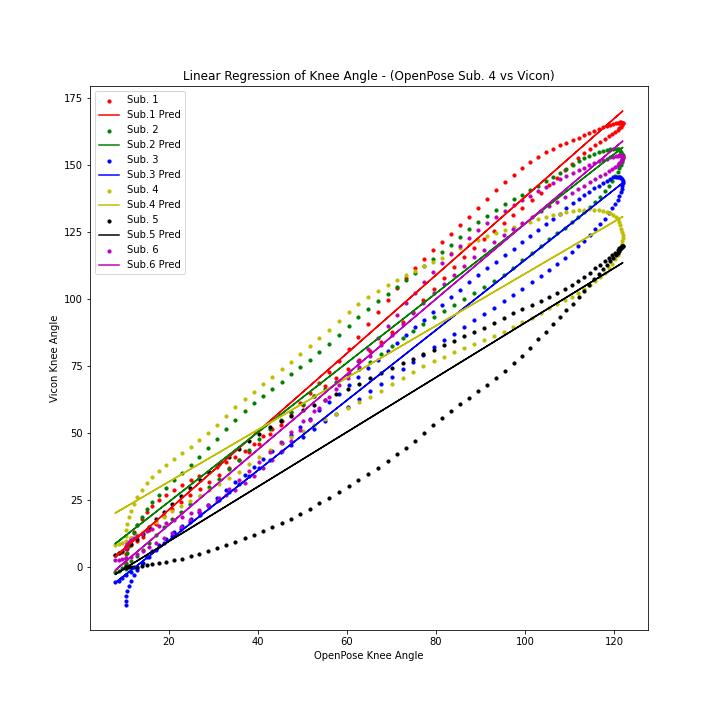 Linear Regression of Knee Angle - (OpenPose Sub. 4 vs Vicon)
Sub. 1
Sub.1 Pred
Sub. 2
Sub.2 Pred
Sub. 3
Sub.3 Pred
Sub. 4
Sub.4 Pred
Sub. 5
Sub.5 Pred
Sub. 6
Sub.6 Pred
175
150
125
100
75
50
25
0
Vicon Knee Angle
20 40 60 80 100 120
OpenPose Knee Angle